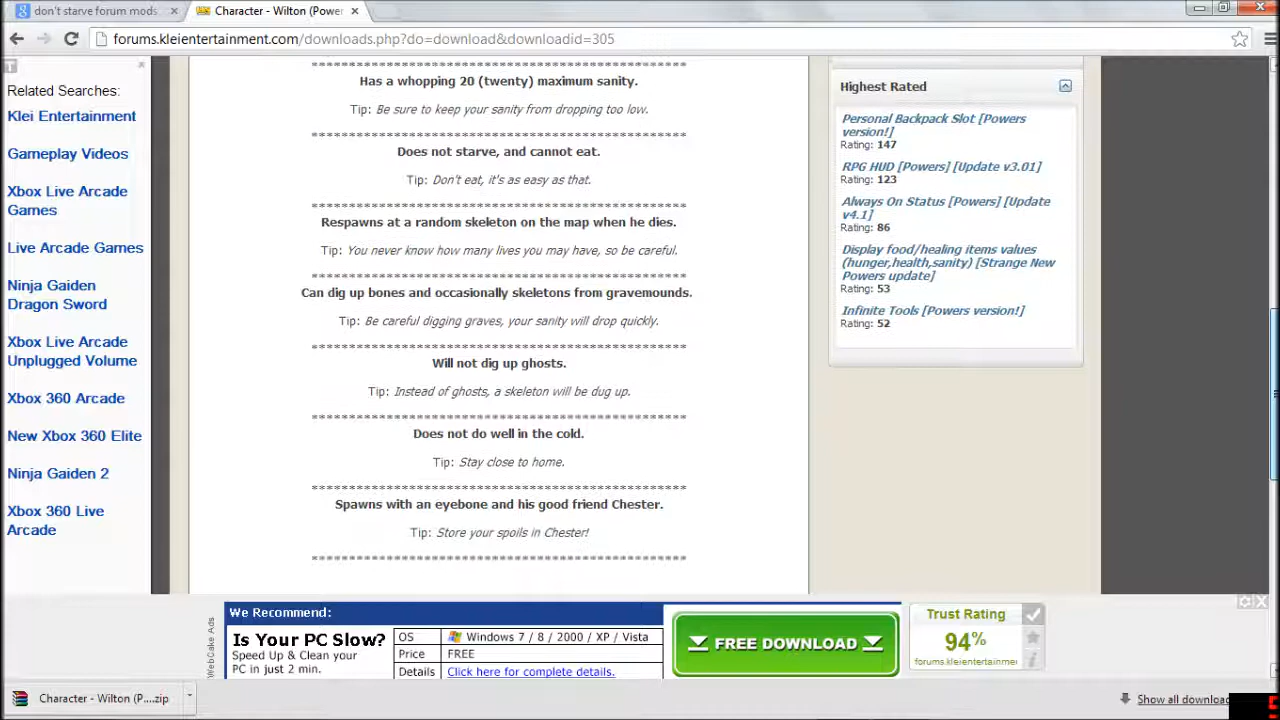 don't starve forum mods
Character - Wilton (Power
forums.kleientertainment.com/downloads.php?do=download&downloadid=305
Related Searches:
Klei Entertainment
Gameplay Videos
Xbox Live Arcade
Games
Live Arcade Games
Ninja Gaiden
Dragon Sword
Xbox Live Arcade
Unplugged Volume
Xbox 360 Arcade
New Xbox 360 Elite
Ninja Gaiden 2
Xbox 360 Live
Arcade
Has a whopping 20 (twenty) maximum sanity.
Tip: Be sure to keep your sanity from dropping too low.
Does not starve, and cannot eat.
Tip: Don't eat, it's as easy as that.
Respawns at a random skeleton on the map when he dies.
Tip: You never know how many lives you may have, so be careful.
Can dig up bones and occasionally skeletons from gravemounds.
Tip: Be careful digging graves, your sanity will drop quickly.
Will not dig up ghosts.
Tip: Instead of ghosts, a skeleton will be dug up.
Does not do well in the cold.
Tip: Stay close to home.
Spawns with an eyebone and his good friend Chester.
Tip: Store your spoils in Chester!
Highest Rated
Personal Backpack Slot [Powers
version!]
Rating: 147
RPG HUD [Powers] [Update v3.01]
Rating: 123
Always On Status [Powers] [Update
v4.1]
Rating: 86
Display food/healing items values
(hunger,health,sanity) [Strange New
Powers update]
Rating: 53
Infinite Tools [Powers version!]
Rating: 52
WebCake Ads
We Recommend:
Is Your PC Slow?
Speed Up & Clean your
PC in just 2 min.
OS Windows 7 / 8 / 2000 / XP / Vista
Price FREE
Details Click here for complete details.
FREE DOWNLOAD
Trust Rating
94%
forums.kleientertainme
Character - Wilton (P....zip
Show all download